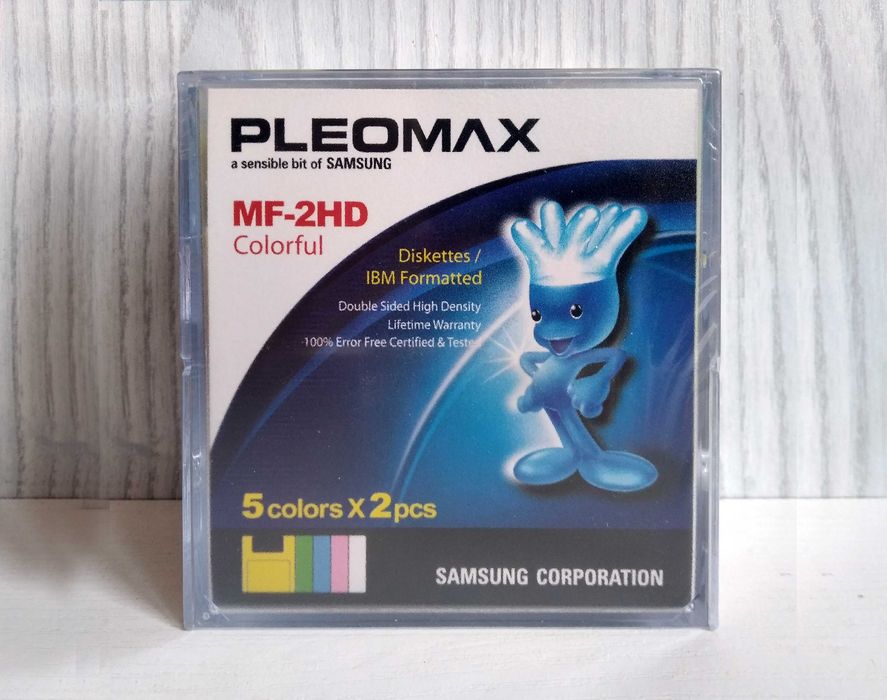 PLEOMAX
a sensible bit of SAMSUNG
MF-2HD
Colorful
Diskettes /
IBM Formatted
Double Sided High Density
Lifetime Warranty
100% Error Free Certified & Tested
5 colors X 2 pcs
SAMSUNG CORPORATION